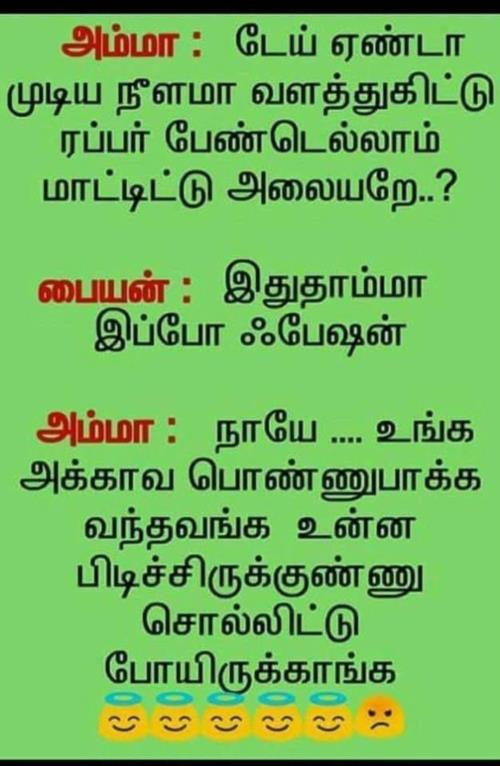 அம்மா : டேய் ஏண்டா
முடிய நீளமா வளத்துகிட்டு
ரப்பர் பேண்டெல்லாம்
மாட்டிட்டு அலையறே..?
பையன் : இதுதாம்மா
இப்போ ஃபேஷன்
அம்மா : நாயே .... உங்க
அக்காவ பொண்ணுபாக்க
வந்தவங்க உன்ன
பிடிச்சிருக்குண்ணு
சொல்லிட்டு
போயிருக்காங்க
😇😇😇😇😇😡